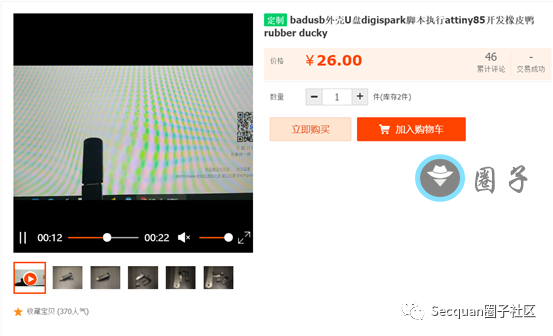 定制 badusb外壳U盘digispark脚本执行attiny85开发橡皮鸭
rubber ducky
价格
¥26.00
46
累计评论
-
交易成功
数量
1
件(库存2件)
立即购买
加入购物车
圈子
00:12
00:22
收藏宝贝 (370人气)
Secquan圈子社区